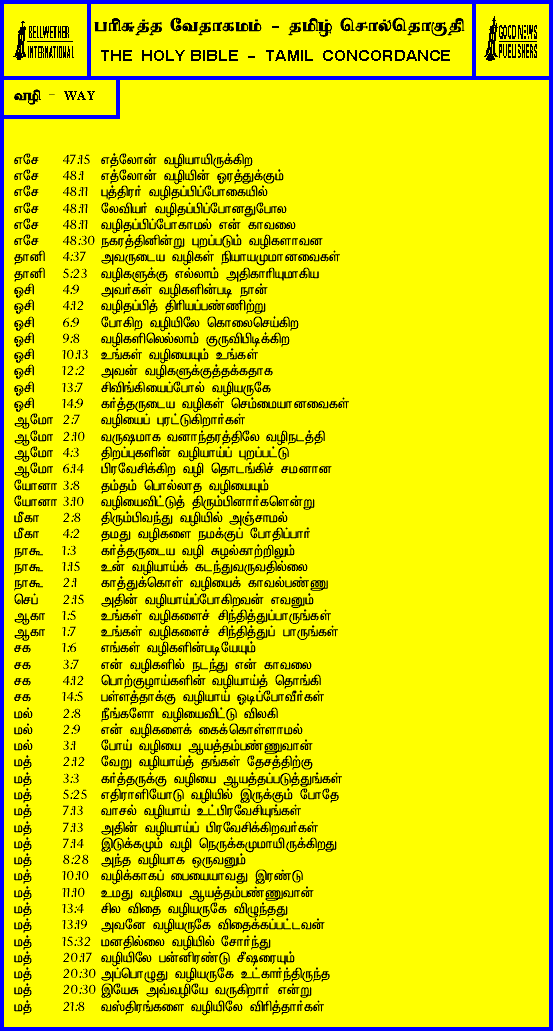 BELLWETHER
INTERNATIONAL
பரிசுத்த வேதாகமம் - தமிழ் சொல்தொகுதி
THE HOLY BIBLE - TAMIL CONCORDANCE
GOOD NEWS
PUBLISHERS
வழி - WAY
எசே 47:15 எத்லோன் வழியாயிருக்கிற
எசே 48:1 எத்லோன் வழியின் ஓரத்துக்கும்
எசே 48:11 புத்திரர் வழிதப்பிப்போகையில்
எசே 48:11 லேவியர் வழிதப்பிப்போனதுபோல
எசே 48:11 வழிதப்பிப்போகாமல் என் காவலை
எசே 48:30 நகரத்தினின்று புறப்படும் வழிகளாவன
தானி 4:37 அவருடைய வழிகள் நியாயமுமானவைகள்
தானி 5:23 வழிகளுக்கு எல்லாம் அதிகாரியுமாகிய
ஓசி 4:9 அவர்கள் வழிகளின்படி நான்
ஓசி 4:12 வழிதப்பித் திரியப்பண்ணிற்று
ஓசி 6:9 போகிற வழியிலே கொலைசெய்கிற
ஓசி 9:8 வழிகளிலெல்லாம் குருவிபிடிக்கிற
ஓசி 10:13 உங்கள் வழியையும் உங்கள்
ஓசி 12:2 அவன் வழிகளுக்குத்தக்கதாக
ஓசி 13:7 சிவிங்கியைப்போல் வழியருகே
ஓசி 14:9 கர்த்தருடைய வழிகள் செம்மையானவைகள்
ஆமோ 2:7 வழியைப் புரட்டுகிறார்கள்
ஆமோ 2:10 வருஷமாக வனாந்தரத்திலே வழிநடத்தி
ஆமோ 4:3 திறப்புகளின் வழியாய்ப் புறப்பட்டு
ஆமோ 6:14 பிரவேசிக்கிற வழி தொடங்கிச் சமனான
யோனா 3:8 தம்தம் பொல்லாத வழியையும்
யோனா 3:10 வழியைவிட்டுத் திரும்பினார்களென்று
மீகா 2:8 திரும்பிவந்து வழியில் அஞ்சாமல்
மீகா 4:2 தமது வழிகளை நமக்குப் போதிப்பார்
நாகூ 1:3 கர்த்தருடைய வழி சுழல்காற்றிலும்
நாகூ 1:15 உன் வழியாய்க் கடந்துவருவதில்லை
நாகூ 2:1 காத்துக்கொள் வழியைக் காவல்பண்ணு
செப் 2:15 அதின் வழியாய்ப்போகிறவன் எவனும்
ஆகா 1:5 உங்கள் வழிகளைச் சிந்தித்துப்பாருங்கள்
ஆகா 1:7 உங்கள் வழிகளைச் சிந்தித்துப் பாருங்கள்
சக 1:6 எங்கள் வழிகளின்படியேயும்
சக 3:7 என் வழிகளில் நடந்து என் காவலை
சக 4:12 பொற்குழாய்களின் வழியாய்த் தொங்கி
சக 14:5 பள்ளத்தாக்கு வழியாய் ஓடிப்போவீர்கள்
மல் 2:8 நீங்களோ வழியைவிட்டு விலகி
மல் 2:9 என் வழிகளைக் கைக்கொள்ளாமல்
மல் 3:1 போய் வழியை ஆயத்தம்பண்ணுவான்
மத் 2:12 வேறு வழியாய்த் தங்கள் தேசத்திற்கு
மத் 3:3 கர்த்தருக்கு வழியை ஆயத்தப்படுத்துங்கள்
மத் 5:25 எதிராளியோடு வழியில் இருக்கும் போதே
மத் 7:13 வாசல் வழியாய் உட்பிரவேசியுங்கள்
மத் 7:13 அதின் வழியாய்ப் பிரவேசிக்கிறவர்கள்
மத் 7:14 இடுக்கமும் வழி நெருக்கமுமாயிருக்கிறது
மத் 8:28 அந்த வழியாக ஒருவனும்
மத் 10:10 வழிக்காகப் பையையாவது இரண்டு
மத் 11:10 உமது வழியை ஆயத்தம்பண்ணுவான்
மத் 13:4 சில விதை வழியருகே விழுந்தது
மத் 13:19 அவனே வழியருகே விதைக்கப்பட்டவன்
மத் 15:32 மனதில்லை வழியில் சோர்ந்து
மத் 20:17 வழியிலே பன்னிரண்டு சீஷரையும்
மத் 20:30 அப்பொழுது வழியருகே உட்கார்ந்திருந்த
மத் 20:30 இயேசு அவ்வழியே வருகிறார் என்று
மத் 21:8 வஸ்திரங்களை வழியிலே விரித்தார்கள்